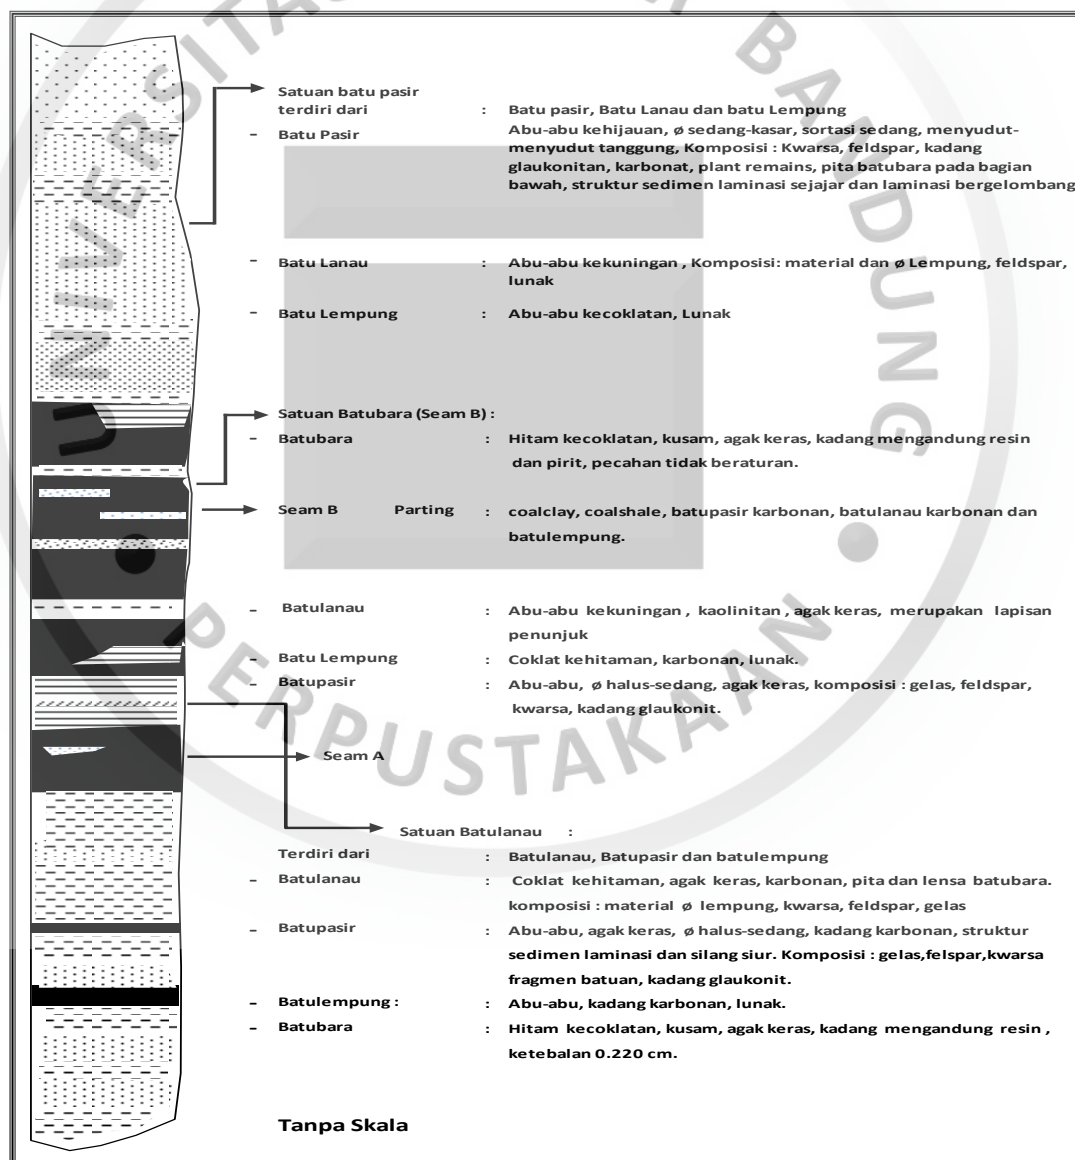 UNIVERSITAS
BANDUNG
PERPUSTAKAAN
Satuan batu pasir
terdiri dari : Batu pasir, Batu Lanau dan batu Lempung
- Batu Pasir Abu-abu kehijauan, ø sedang-kasar, sortasi sedang, menyudut-
menyudut tanggung, Komposisi : Kwarsa, feldspar, kadang
glaukonitan, karbonat, plant remains, pita batubara pada bagian
bawah, struktur sedimen laminasi sejajar dan laminasi bergelombang
- Batu Lanau : Abu-abu kekuningan , Komposisi: material dan ø Lempung, feldspar,
lunak
- Batu Lempung : Abu-abu kecoklatan, Lunak
Satuan Batubara (Seam B) :
- Batubara : Hitam kecoklatan, kusam, agak keras, kadang mengandung resin
dan pirit, pecahan tidak beraturan.
Seam B Parting : coalclay, coalshale, batupasir karbonan, batulanau karbonan dan
batulempung.
- Batulanau : Abu-abu kekuningan , kaolinitan , agak keras, merupakan lapisan
penunjuk
- Batu Lempung : Coklat kehitaman, karbonan, lunak.
- Batupasir : Abu-abu, ø halus-sedang, agak keras, komposisi : gelas, feldspar,
kwarsa, kadang glaukonit.
Seam A
Satuan Batulanau :
Terdiri dari : Batulanau, Batupasir dan batulempung
- Batulanau : Coklat kehitaman, agak keras, karbonan, pita dan lensa batubara.
komposisi : material ø lempung, kwarsa, feldspar, gelas
- Batupasir : Abu-abu, agak keras, ø halus-sedang, kadang karbonan, struktur
sedimen laminasi dan silang siur. Komposisi : gelas,felspar,kwarsa
fragmen batuan, kadang glaukonit.
- Batulempung : : Abu-abu, kadang karbonan, lunak.
- Batubara : Hitam kecoklatan, kusam, agak keras, kadang mengandung resin ,
ketebalan 0.220 cm.
Tanpa Skala